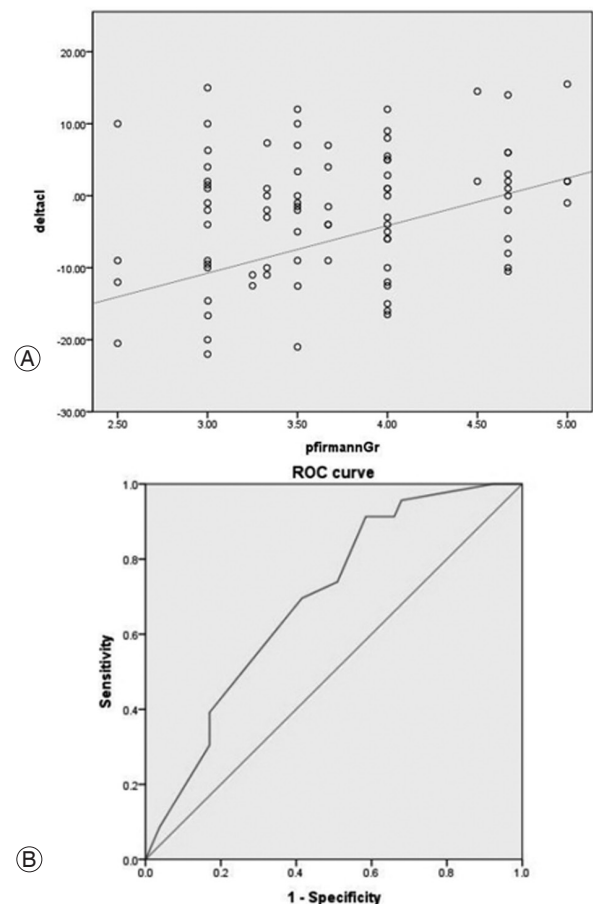 20.00
10.00
.00
-10.00
-20.00
-30.00
deltacl
2.50 3.00 3.50 4.00 4.50 5.00
pfirmannGr
A
ROC curve
1.0
0.8
0.6
0.4
0.2
0.0
Sensitivity
0.0 0.2 0.4 0.6 0.8 1.0
1 - Specificity
B